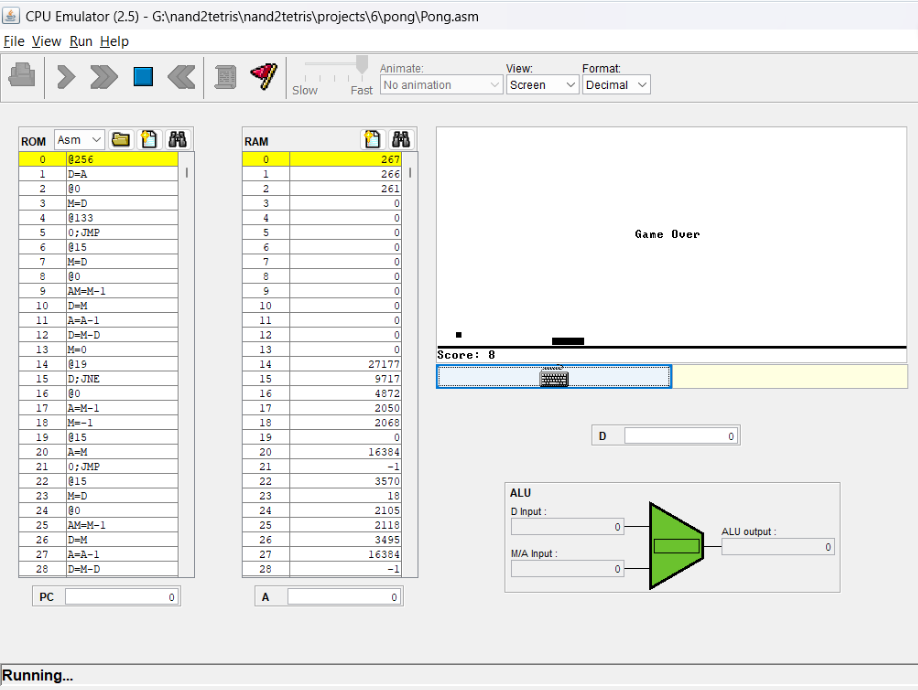 CPU Emulator (2.5) - G:\nand2tetris\nand2tetris\projects\6\pong\Pong.asm
File View Run Help
Slow Fast
Animate:
No animation
View:
Screen
Format:
Decimal
ROM Asm
0 @256
1 D=A
2 @0
3 M=D
4 @133
5 0;JMP
6 @15
7 M=D
8 @0
9 AM=M-1
10 D=M
11 A=A-1
12 D=M-D
13 M=0
14 @19
15 D;JNE
16 @0
17 A=M-1
18 M=-1
19 @15
20 A=M
21 0;JMP
22 @15
23 M=D
24 @0
25 AM=M-1
26 D=M
27 A=A-1
28 D=M-D
PC 0
RAM
0 267
1 266
2 261
3 0
4 0
5 0
6 0
7 0
8 0
9 0
10 0
11 0
12 0
13 0
14 27177
15 9717
16 4872
17 2050
18 2068
19 0
20 16384
21 -1
22 3570
23 18
24 2105
25 2118
26 3495
27 16384
28 -1
A 0
Game Over
Score: 8
D 0
ALU
D Input :
0
M/A Input :
0
ALU output :
0
Running...